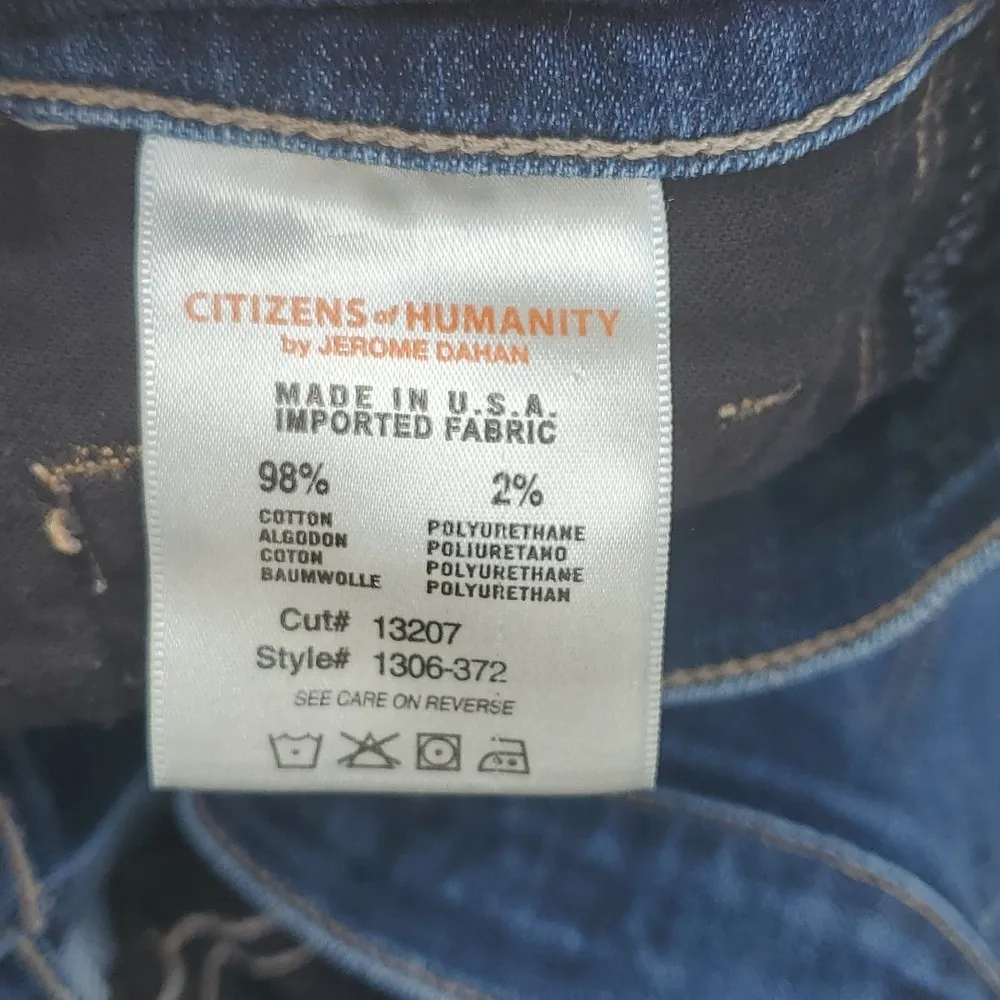 CITIZENS of HUMANITY
by JEROME DAHAN
MADE IN U.S.A.
IMPORTED FABRIC
98% 2%
COTTON POLYURETHANE
ALGODON POLIURETANO
COTON POLYURETHANE
BAUMWOLLE POLYURETHAN
Cut# 13207
Style# 1306-372
SEE CARE ON REVERSE